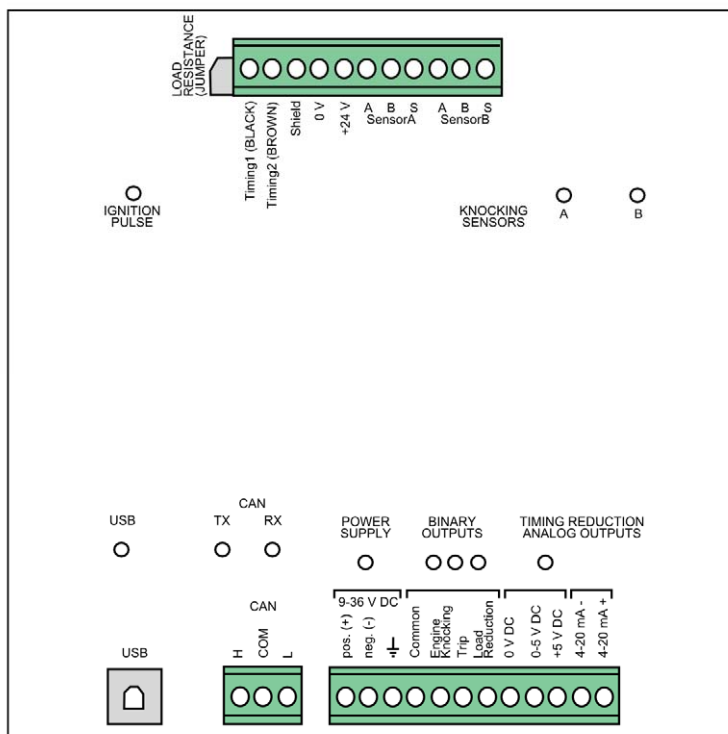 LOAD
RESISTANCE
(JUMPER)
Timing1 (BLACK)
Timing2 (BROWN)
Shield
0 V
+24 V
A B S A B S
SensorA SensorB
IGNITION
PULSE
KNOCKING
SENSORS
A B
CAN
USB TX RX
POWER
SUPPLY
BINARY
OUTPUTS
TIMING REDUCTION
ANALOG OUTPUTS
CAN
9-36 V DC
pos. (+)
neg. (-)
Common
Engine
Knocking
Trip
Load
Reduction
0 V DC
0-5 V DC
+5 V DC
4-20 mA -
4-20 mA +
USB
H
COM
L